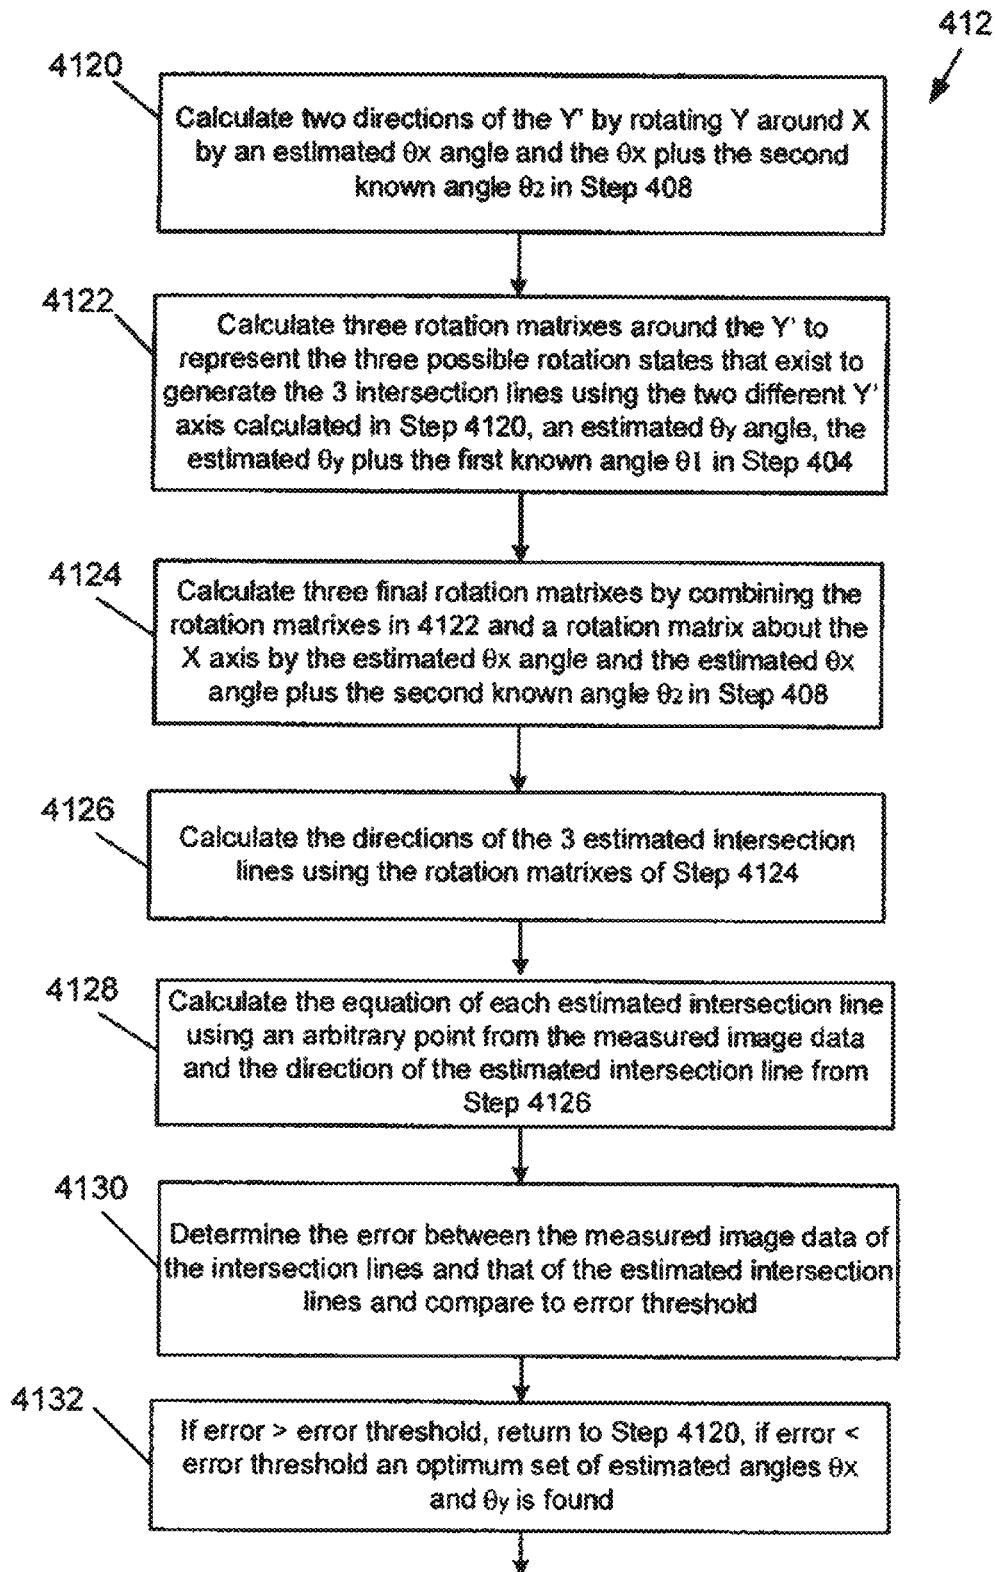 412
4120
Calculate two directions of the Y' by rotating Y around X
by an estimated θx angle and the θx plus the second
known angle θ2 in Step 408
4122
Calculate three rotation matrixes around the Y' to
represent the three possible rotation states that exist to
generate the 3 intersection lines using the two different Y'
axis calculated in Step 4120, an estimated θy angle, the
estimated θy plus the first known angle θ1 in Step 404
4124
Calculate three final rotation matrixes by combining the
rotation matrixes in 4122 and a rotation matrix about the
X axis by the estimated θx angle and the estimated θx
angle plus the second known angle θ2 in Step 408
4126
Calculate the directions of the 3 estimated intersection
lines using the rotation matrixes of Step 4124
4128
Calculate the equation of each estimated intersection line
using an arbitrary point from the measured image data
and the direction of the estimated intersection line from
Step 4126
4130
Determine the error between the measured image data of
the intersection lines and that of the estimated intersection
lines and compare to error threshold
4132
If error > error threshold, return to Step 4120, if error <
error threshold an optimum set of estimated angles θx
and θy is found